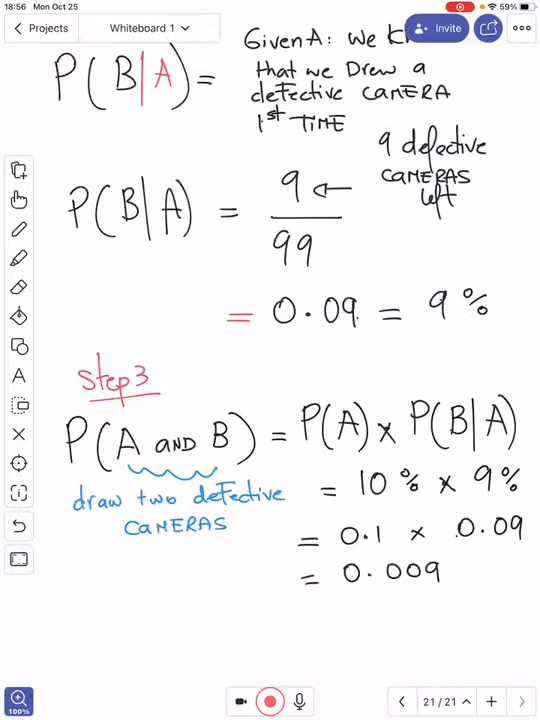 18:56 Mon Oct 25
59%
Projects
Whiteboard 1
Invite
Given A: We
that we Drew a
defective CAMERA
1st TIME
P(B|A) =
9 defective
CAMERAS
left
P(B|A) = 9/99
= 0.09 = 9%
Step 3
P(A AND B) = P(A) x P(B|A)
draw two defective
CAMERAS
= 10% x 9%
= 0.1 x 0.09
= 0.009
A
100%
21/21